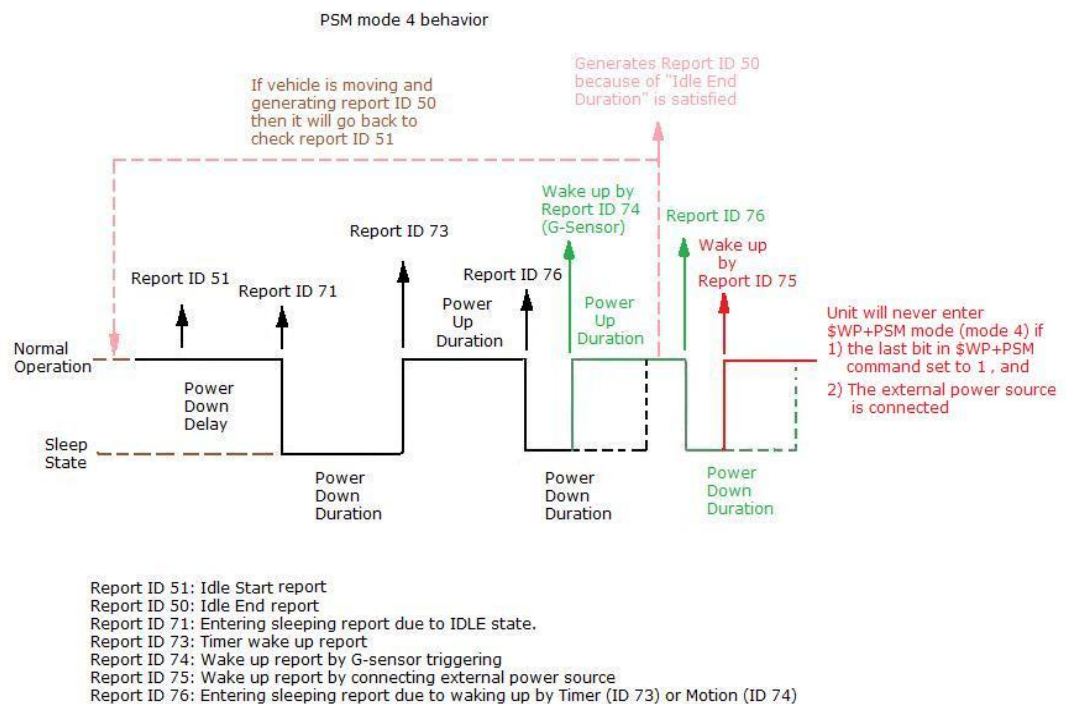 PSM mode 4 behavior
If vehicle is moving and
generating report ID 50
then it will go back to
check report ID 51
Generates Report ID 50
because of "Idle End
Duration" is satisfied
Report ID 51
Report ID 71
Report ID 73
Report ID 76
Wake up by
Report ID 74
(G-Sensor)
Report ID 76
Wake up
by
Report ID 75
Power
Up
Duration
Power
Up
Duration
Unit will never enter
$WP+PSM mode (mode 4) if
1) the last bit in $WP+PSM
command set to 1 , and
2) The external power source
is connected
Normal
Operation
Power
Down
Delay
Sleep
State
Power
Down
Duration
Power
Down
Duration
Power
Down
Duration
Report ID 51: Idle Start report
Report ID 50: Idle End report
Report ID 71: Entering sleeping report due to IDLE state.
Report ID 73: Timer wake up report
Report ID 74: Wake up report by G-sensor triggering
Report ID 75: Wake up report by connecting external power source
Report ID 76: Entering sleeping report due to waking up by Timer (ID 73) or Motion (ID 74)